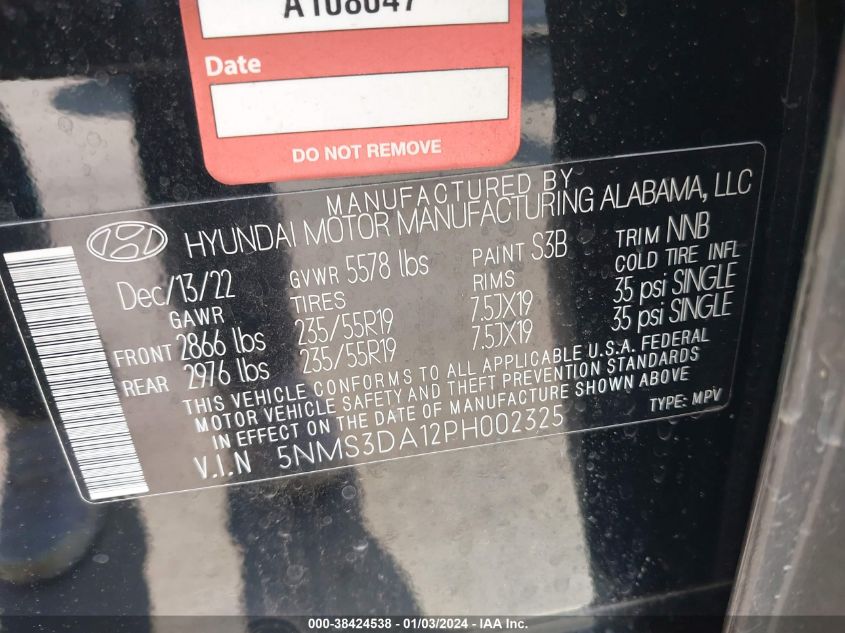 A108047
Date
DO NOT REMOVE
MANUFACTURED BY
HYUNDAI MOTOR MANUFACTURING ALABAMA, LLC
Dec/13/22 GVWR 5578 lbs PAINT S3B TRIM NNB
GAWR TIRES RIMS COLD TIRE INFL
FRONT 2866 lbs 235/55R19 7.5JX19 35 psi SINGLE
REAR 2976 lbs 235/55R19 7.5JX19 35 psi SINGLE
THIS VEHICLE CONFORMS TO ALL APPLICABLE U.S.A. FEDERAL
MOTOR VEHICLE SAFETY AND THEFT PREVENTION STANDARDS
IN EFFECT ON THE DATE OF MANUFACTURE SHOWN ABOVE
V.I.N 5NMS3DA12PH002325 TYPE: MPV
000-38424538 - 01/03/2024 - IAA Inc.